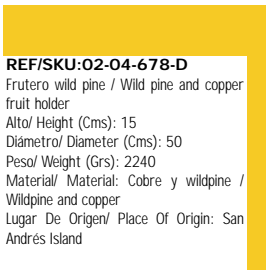 REF/SKU:02-04-678-D
Frutero wild pine / Wild pine and copper
fruit holder
Alto/ Height (Cms): 15
Diámetro/ Diameter (Cms): 50
Peso/ Weight (Grs): 2240
Material/ Material: Cobre y wildpine /
Wildpine and copper
Lugar De Origen/ Place Of Origin: San
Andrés Island